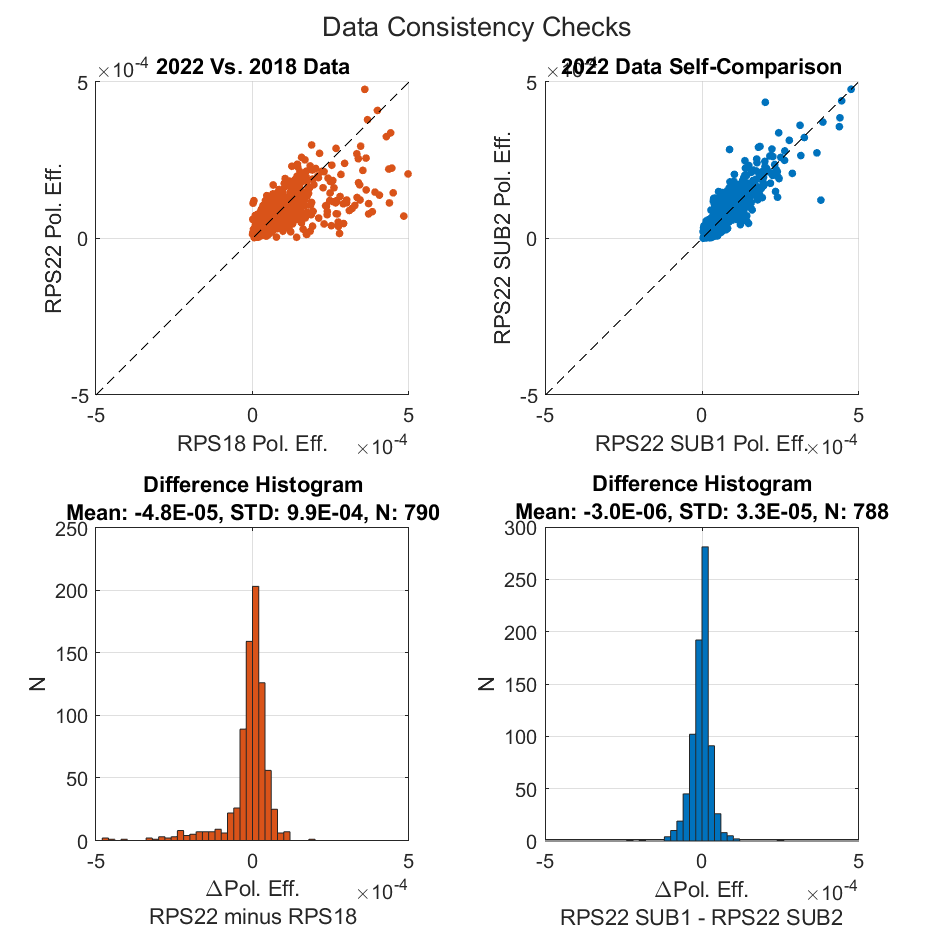 Data Consistency Checks
×10-4
2022 Vs. 2018 Data
5
0
-5
-5
0
5
RPS22 Pol. Eff.
RPS18 Pol. Eff.
×10-4
×10-4
2022 Data Self-Comparison
5
0
-5
-5
0
5
RPS22 SUB2 Pol. Eff.
RPS22 SUB1 Pol. Eff.
×10-4
Difference Histogram
Mean: -4.8E-05, STD: 9.9E-04, N: 790
250
200
150
100
50
0
N
-5
0
5
ΔPol. Eff.
×10-4
RPS22 minus RPS18
Difference Histogram
Mean: -3.0E-06, STD: 3.3E-05, N: 788
300
250
200
150
100
50
0
N
-5
0
5
ΔPol. Eff.
×10-4
RPS22 SUB1 - RPS22 SUB2